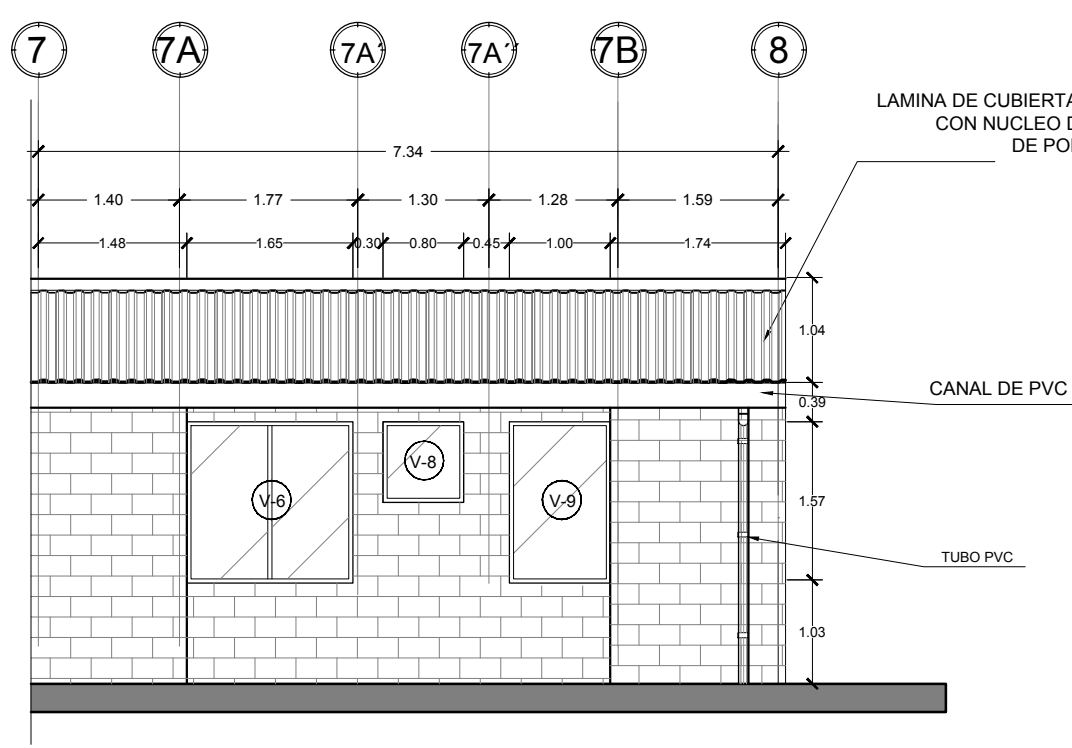 7 7A 7A´ 7A´´ 7B 8
LAMINA DE CUBIERTA
CON NUCLEO
7.34
1.40 1.77 1.30 1.28 1.59
1.48 1.65 0.30 0.80 0.45 1.00 1.74
1.04
CANAL DE PVC
0.39
V-8
V-6
V-9
1.57
TUBO PVC
1.03